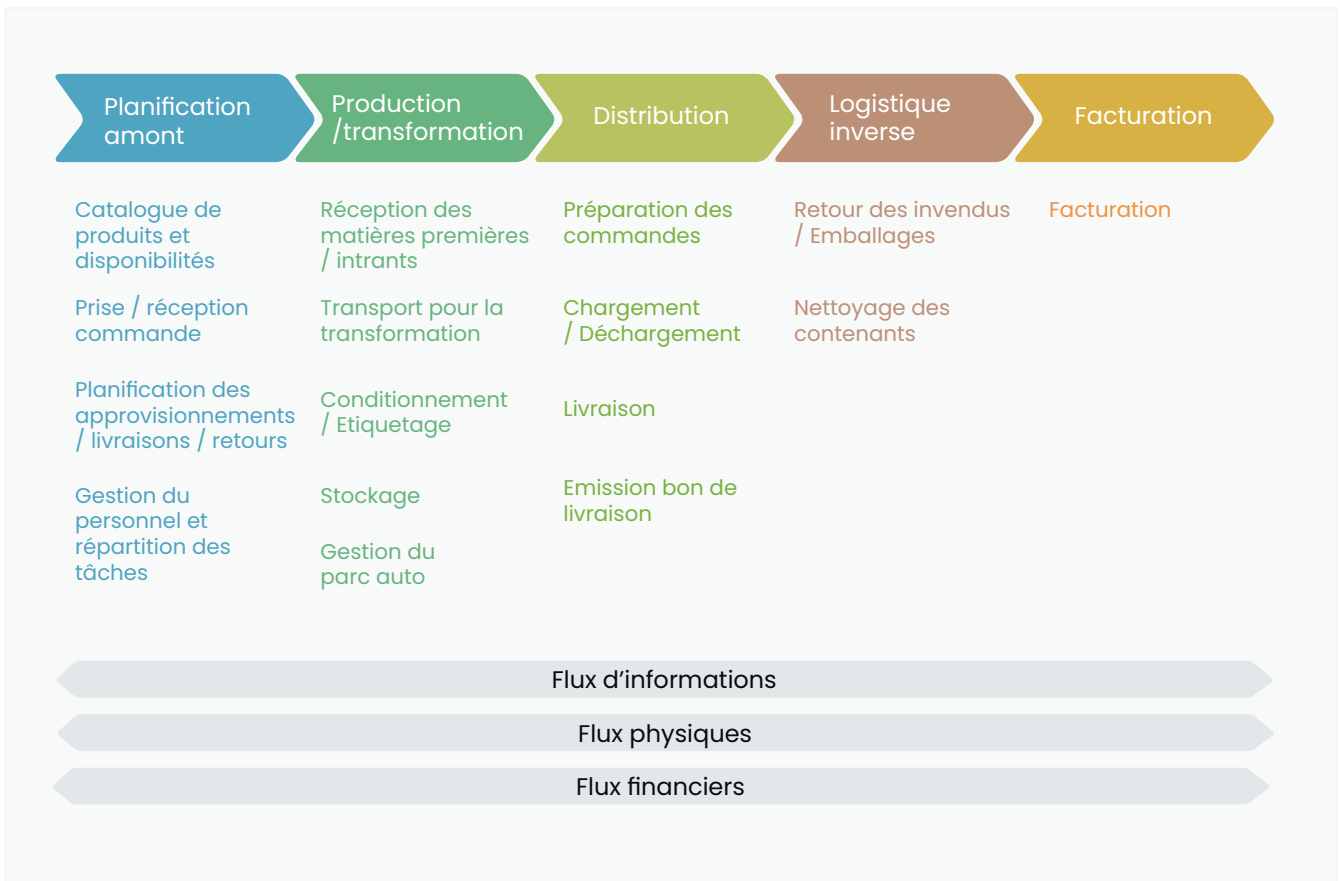 Planification
amont
Production
/transformation
Distribution
Logistique
inverse
Facturation
Catalogue de
produits et
disponibilités
Prise / réception
commande
Planification des
approvisionnements
/ livraisons / retours
Gestion du
personnel et
répartition des
tâches
Réception des
matières premières
/ intrants
Transport pour la
transformation
Conditionnement
/ Etiquetage
Stockage
Gestion du
parc auto
Préparation des
commandes
Chargement
/ Déchargement
Livraison
Emission bon de
livraison
Retour des invendus
/ Emballages
Nettoyage des
contenants
Facturation
Flux d’informations
Flux physiques
Flux financiers